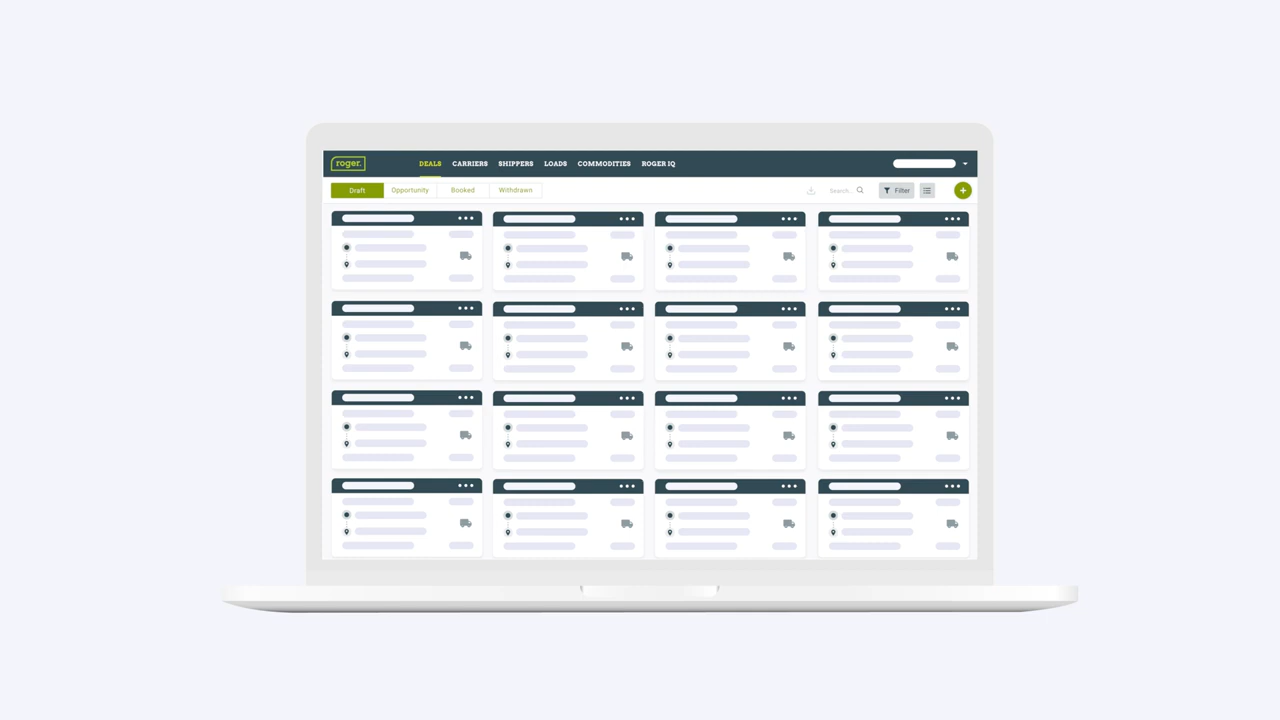 roger. DEALS CARRIERS SHIPPERS LOADS COMMODITIES ROGER IQ
Draft Opportunity Booked Withdrawn Search.. Filter